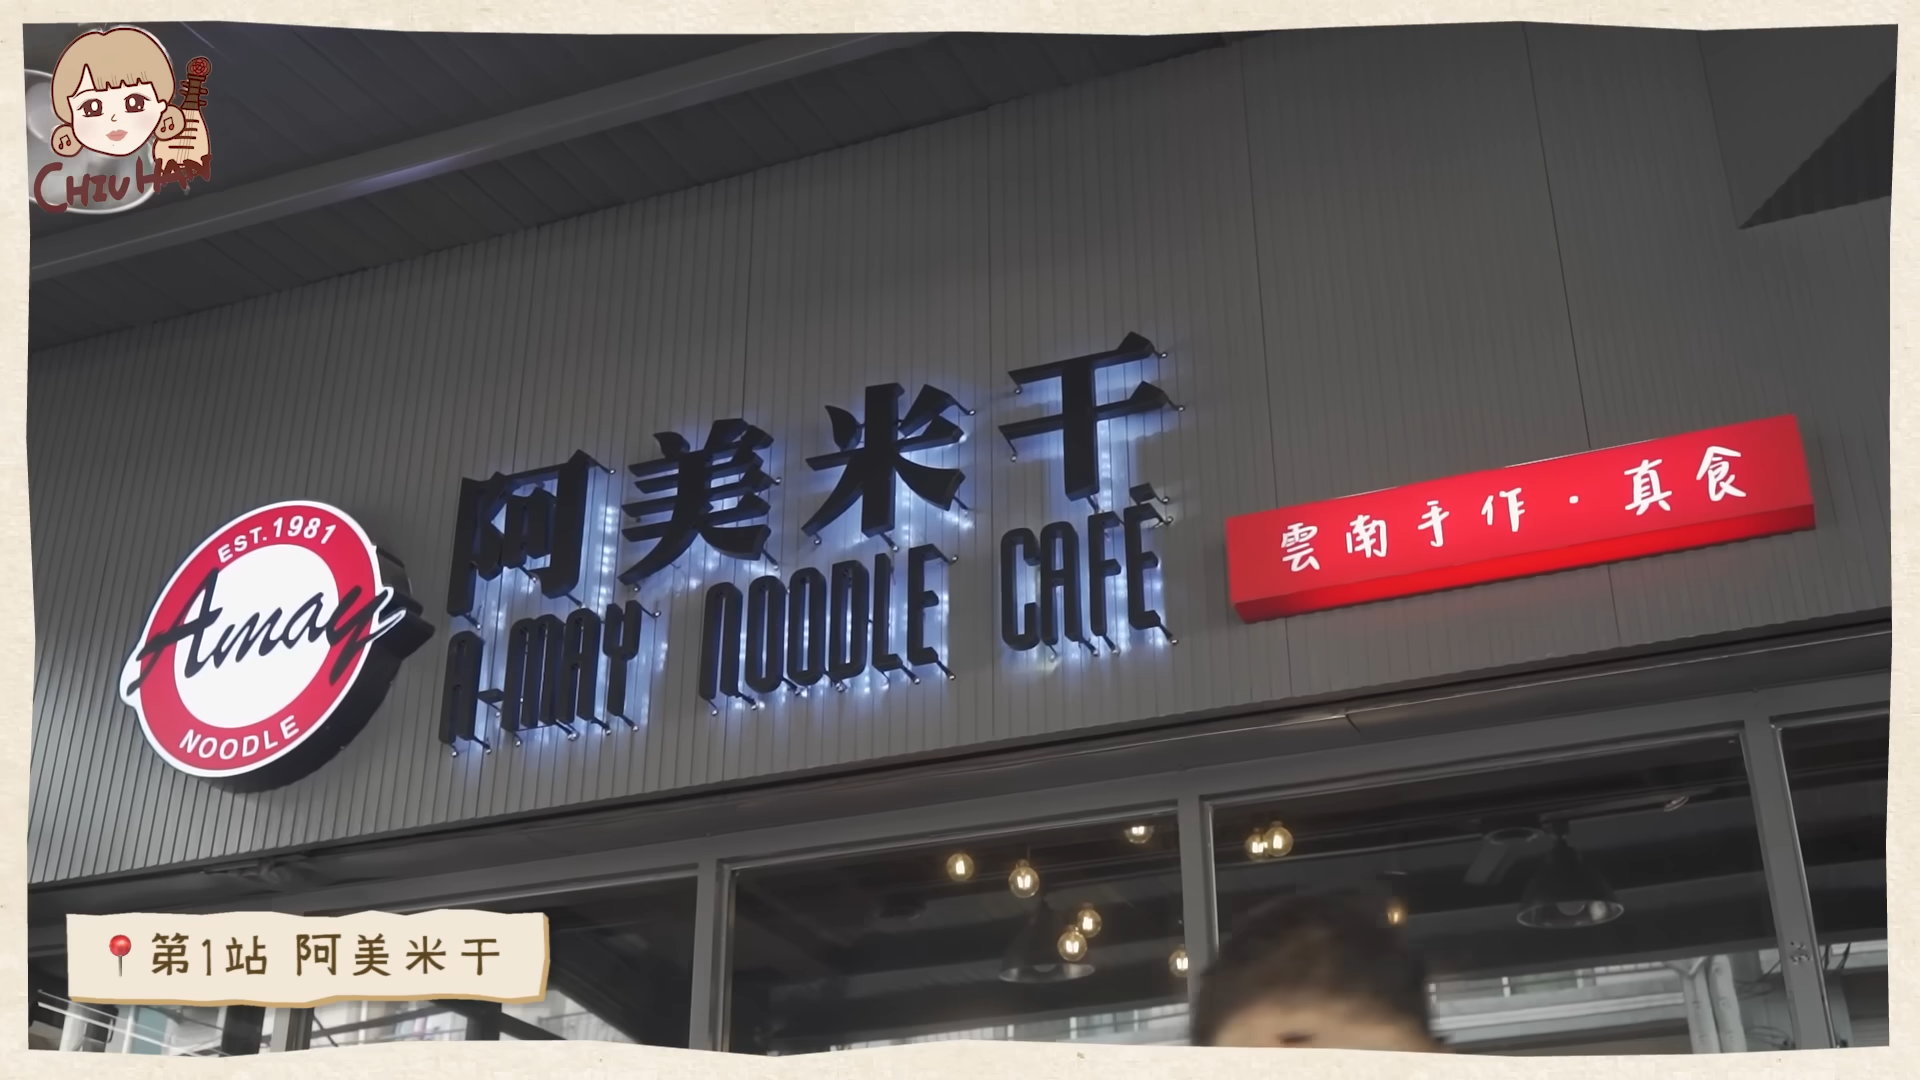 CHIU HAN
EST. 1981
Amay
NOODLE
阿美米干
A-MAY NOODLE CAFÉ
雲南手作·真食
第1站 阿美米干